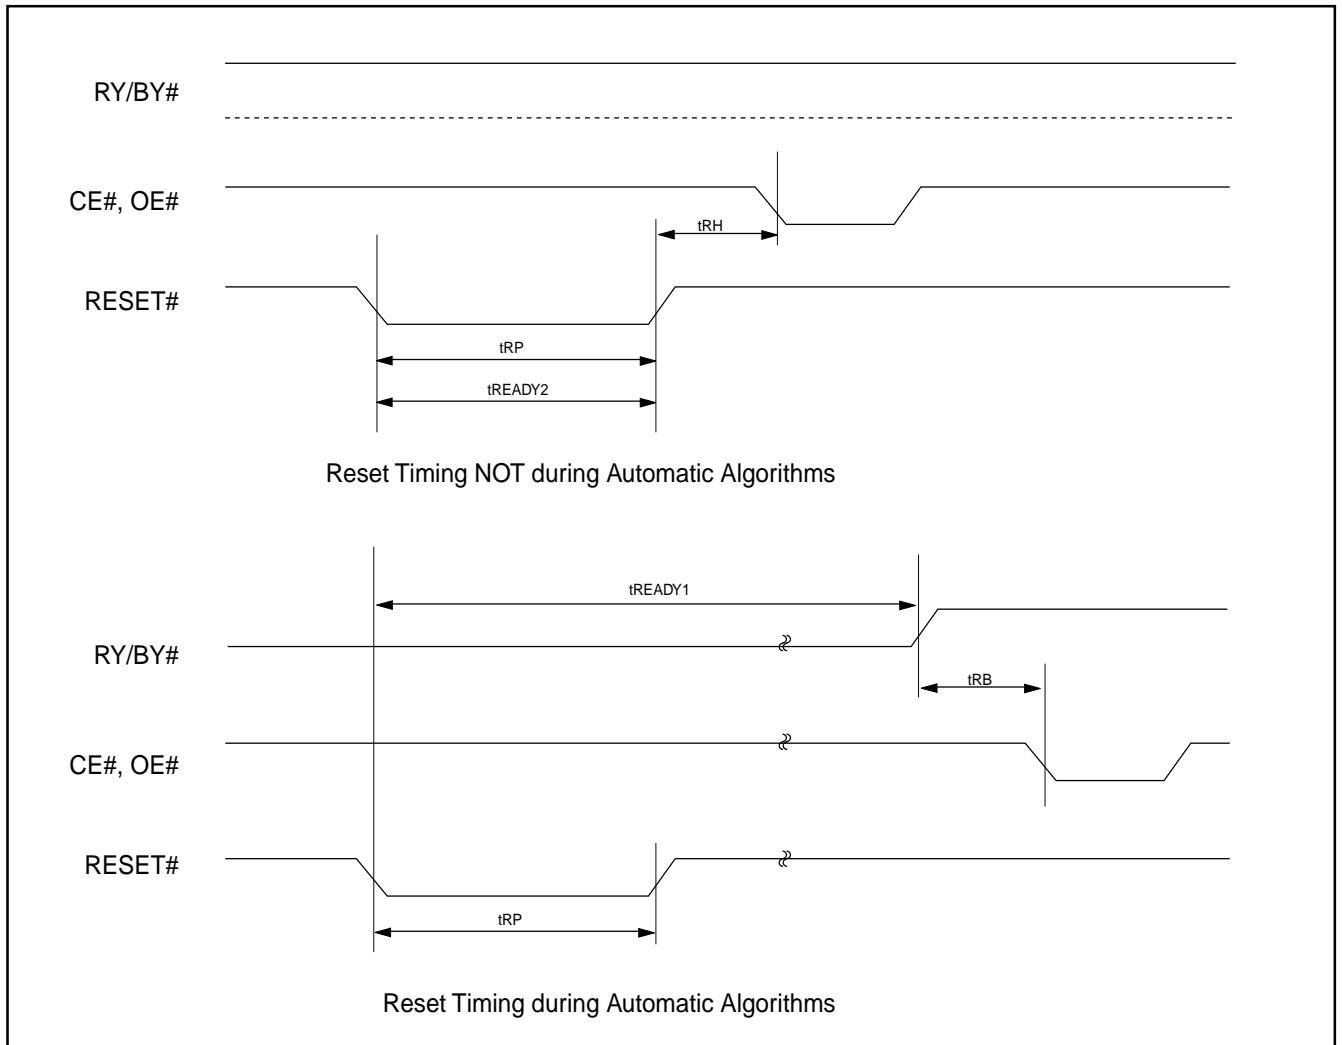 RY/BY#
CE#, OE#
tRH
RESET#
tRP
tREADY2
Reset Timing NOT during Automatic Algorithms
tREADY1
RY/BY#
tRB
CE#, OE#
RESET#
tRP
Reset Timing during Automatic Algorithms